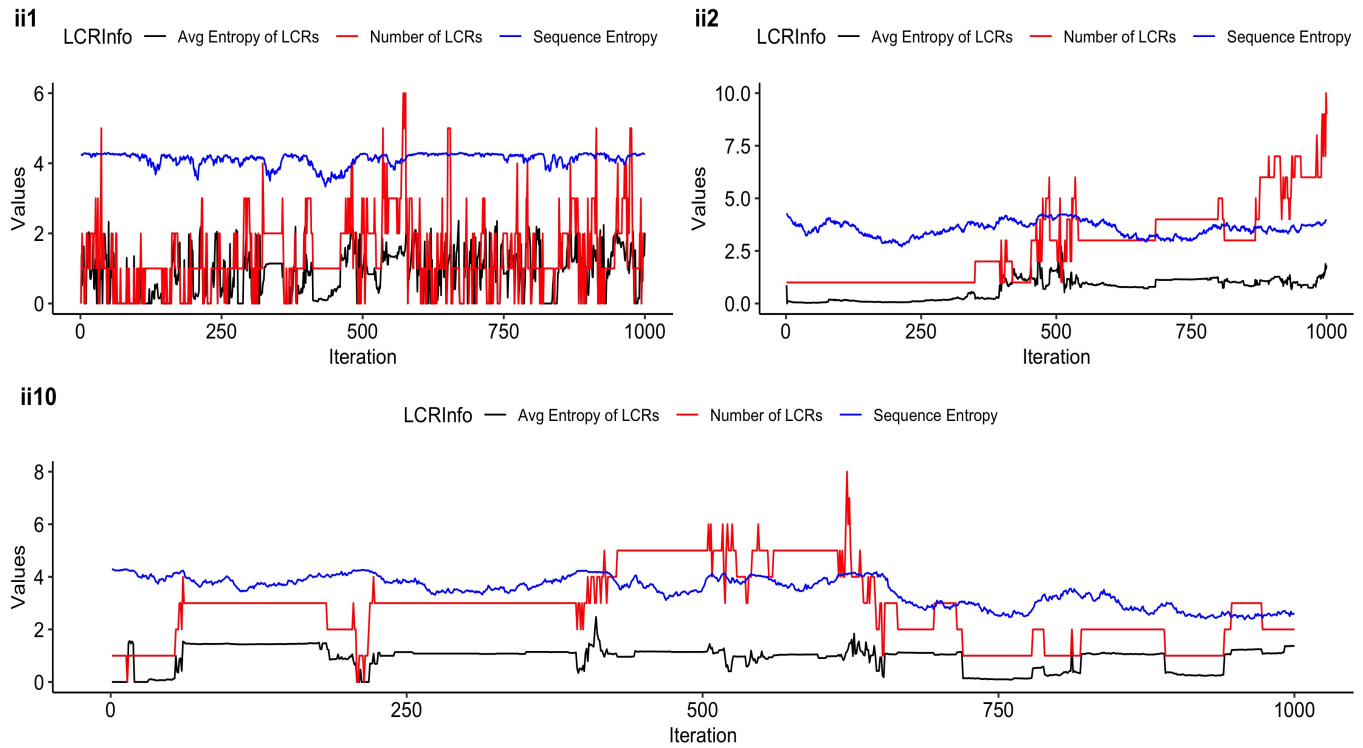 ii1
LCRInfo Avg Entropy of LCRs Number of LCRs Sequence Entropy
6
4
2
0
Values
0 250 500 750 1000
Iteration
ii2
LCRInfo Avg Entropy of LCRs Number of LCRs Sequence Entropy
10.0
7.5
5.0
2.5
0.0
Values
0 250 500 750 1000
Iteration
ii10
LCRInfo Avg Entropy of LCRs Number of LCRs Sequence Entropy
8
6
4
2
0
Values
0 250 500 750 1000
Iteration